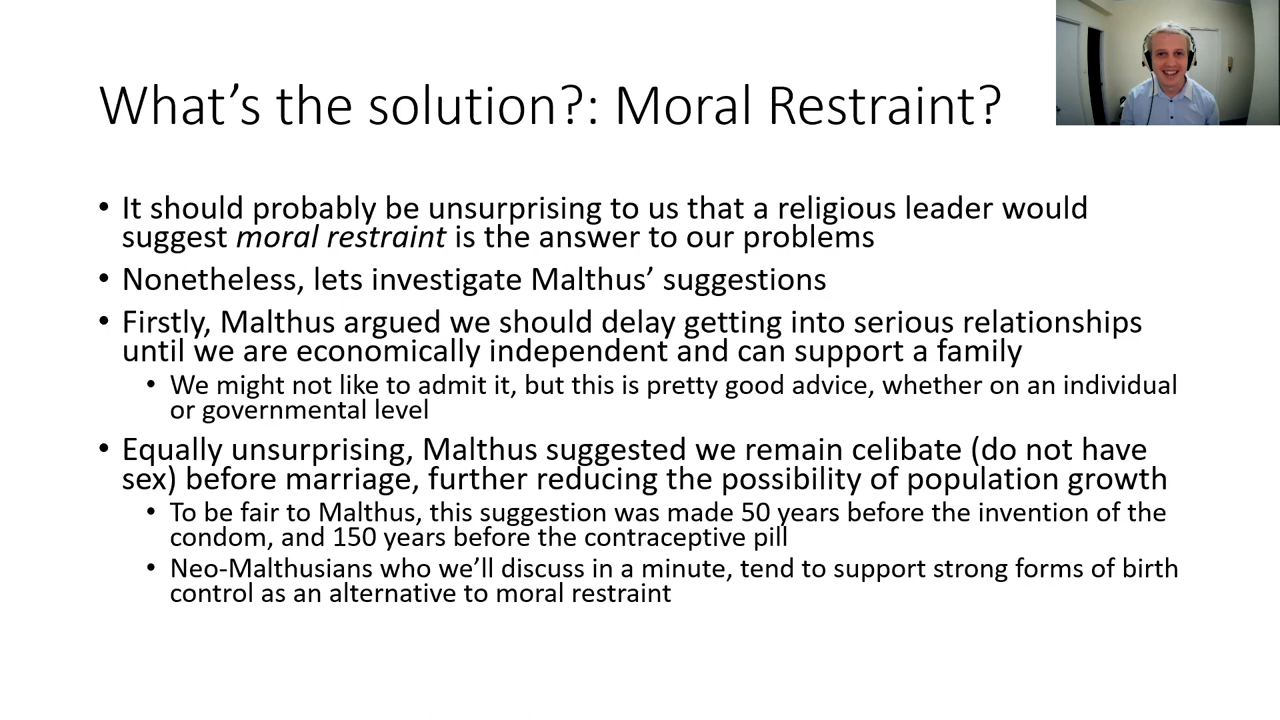 What’s the solution?: Moral Restraint?
• It should probably be unsurprising to us that a religious leader would
suggest moral restraint is the answer to our problems
• Nonetheless, lets investigate Malthus’ suggestions
• Firstly, Malthus argued we should delay getting into serious relationships
until we are economically independent and can support a family
• We might not like to admit it, but this is pretty good advice, whether on an individual
or governmental level
• Equally unsurprising, Malthus suggested we remain celibate (do not have
sex) before marriage, further reducing the possibility of population growth
• To be fair to Malthus, this suggestion was made 50 years before the invention of the
condom, and 150 years before the contraceptive pill
• Neo-Malthusians who we’ll discuss in a minute, tend to support strong forms of birth
control as an alternative to moral restraint